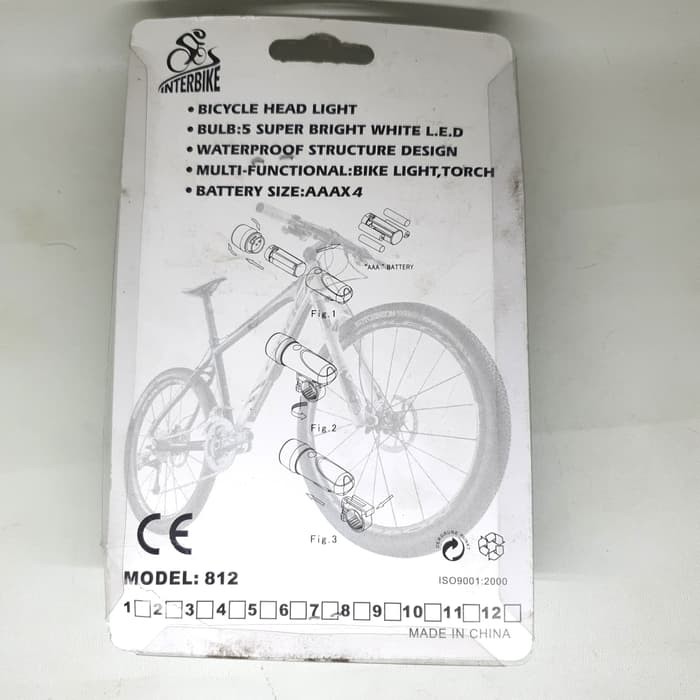 INTERBIKE
• BICYCLE HEAD LIGHT
• BULB:5 SUPER BRIGHT WHITE L.E.D
• WATERPROOF STRUCTURE DESIGN
• MULTI-FUNCTIONAL:BIKE LIGHT,TORCH
• BATTERY SIZE:AAAX4
"AAA" BATTERY
Fig.1
Fig.2
Fig.3
CE
MODEL: 812
ISO9001:2000
1 2 3 4 5 6 7 8 9 10 11 12
MADE IN CHINA